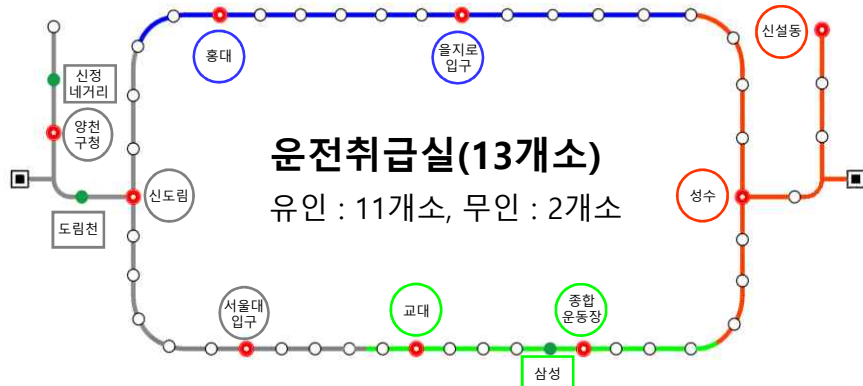 홍대
을지로
입구
신설동
신정
네거리
양천
구청
운전취급실(13개소)
유인 : 11개소, 무인 : 2개소
신도림
성수
도림천
서울대
입구
교대
종합
운동장
삼성